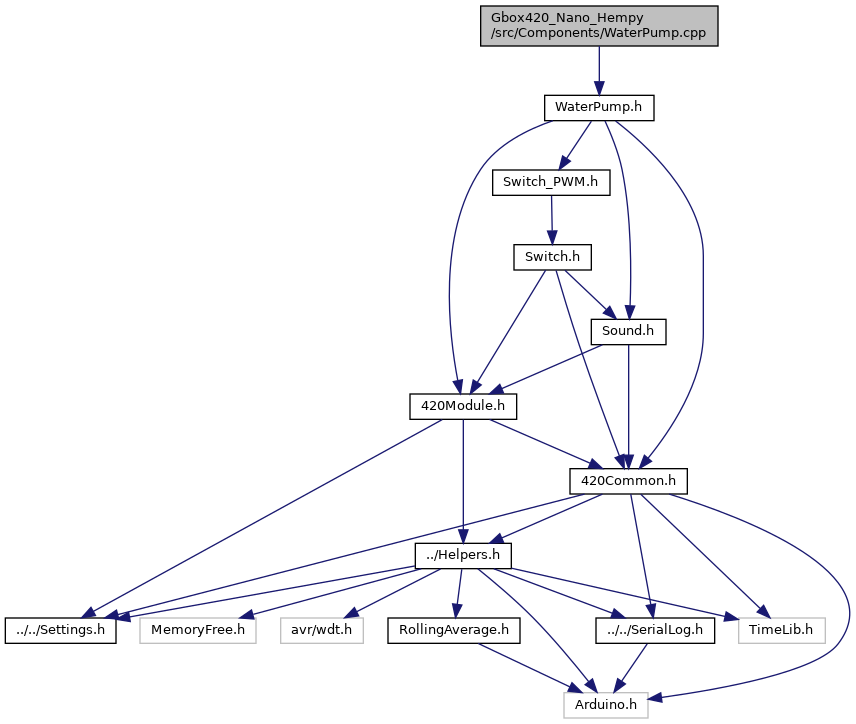 Gbox420_Nano_Hempy
/src/Components/WaterPump.cpp
WaterPump.h
Switch_PWM.h
Switch.h
Sound.h
420Module.h
420Common.h
../Helpers.h
../../Settings.h
MemoryFree.h
avr/wdt.h
RollingAverage.h
../../SerialLog.h
TimeLib.h
Arduino.h